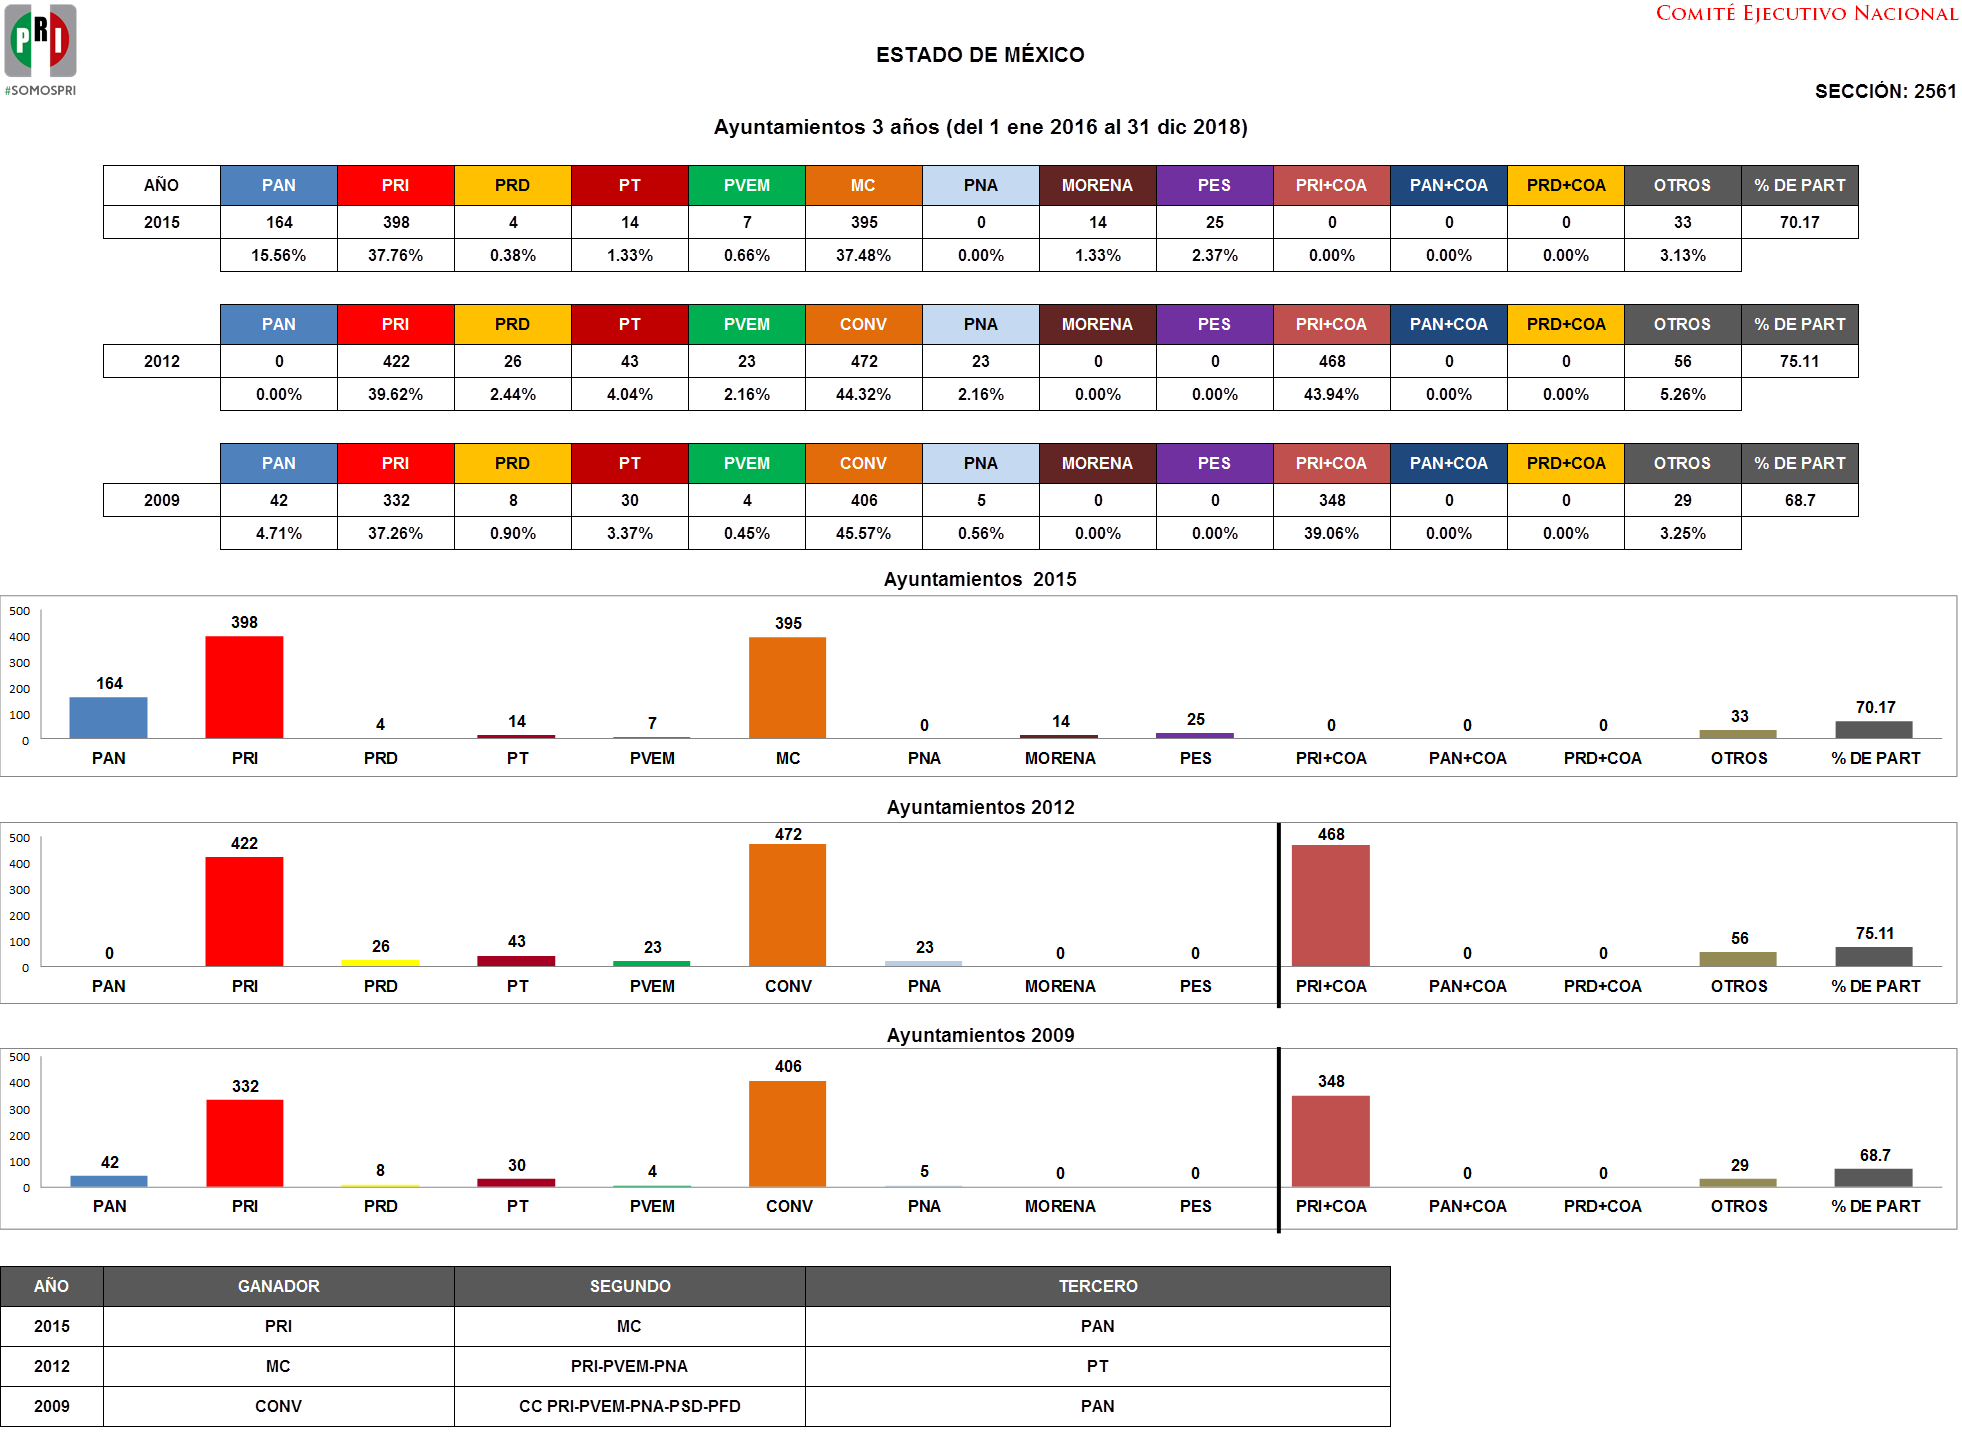 PRI
#SOMOSPRI
COMITÉ EJECUTIVO NACIONAL
ESTADO DE MÉXICO
SECCIÓN: 2561
Ayuntamientos 3 años (del 1 ene 2016 al 31 dic 2018)
AÑO PAN PRI PRD PT PVEM MC PNA MORENA PES PRI+COA PAN+COA PRD+COA OTROS % DE PART
2015 164 398 4 14 7 395 0 14 25 0 0 0 33 70.17
15.56% 37.76% 0.38% 1.33% 0.66% 37.48% 0.00% 1.33% 2.37% 0.00% 0.00% 0.00% 3.13%
PAN PRI PRD PT PVEM CONV PNA MORENA PES PRI+COA PAN+COA PRD+COA OTROS % DE PART
2012 0 422 26 43 23 472 23 0 0 468 0 0 56 75.11
0.00% 39.62% 2.44% 4.04% 2.16% 44.32% 2.16% 0.00% 0.00% 43.94% 0.00% 0.00% 5.26%
PAN PRI PRD PT PVEM CONV PNA MORENA PES PRI+COA PAN+COA PRD+COA OTROS % DE PART
2009 42 332 8 30 4 406 5 0 0 348 0 0 29 68.7
4.71% 37.26% 0.90% 3.37% 0.45% 45.57% 0.56% 0.00% 0.00% 39.06% 0.00% 0.00% 3.25%
Ayuntamientos 2015
500
400
300
200
100
0
164 398 4 14 7 395 0 14 25 0 0 0 33 70.17
PAN PRI PRD PT PVEM MC PNA MORENA PES PRI+COA PAN+COA PRD+COA OTROS % DE PART
Ayuntamientos 2012
500
400
300
200
100
0
0 422 26 43 23 472 23 0 0 468 0 0 56 75.11
PAN PRI PRD PT PVEM CONV PNA MORENA PES PRI+COA PAN+COA PRD+COA OTROS % DE PART
Ayuntamientos 2009
500
400
300
200
100
0
42 332 8 30 4 406 5 0 0 348 0 0 29 68.7
PAN PRI PRD PT PVEM CONV PNA MORENA PES PRI+COA PAN+COA PRD+COA OTROS % DE PART
AÑO GANADOR SEGUNDO TERCERO
2015 PRI MC PAN
2012 MC PRI-PVEM-PNA PT
2009 CONV CC PRI-PVEM-PNA-PSD-PFD PAN